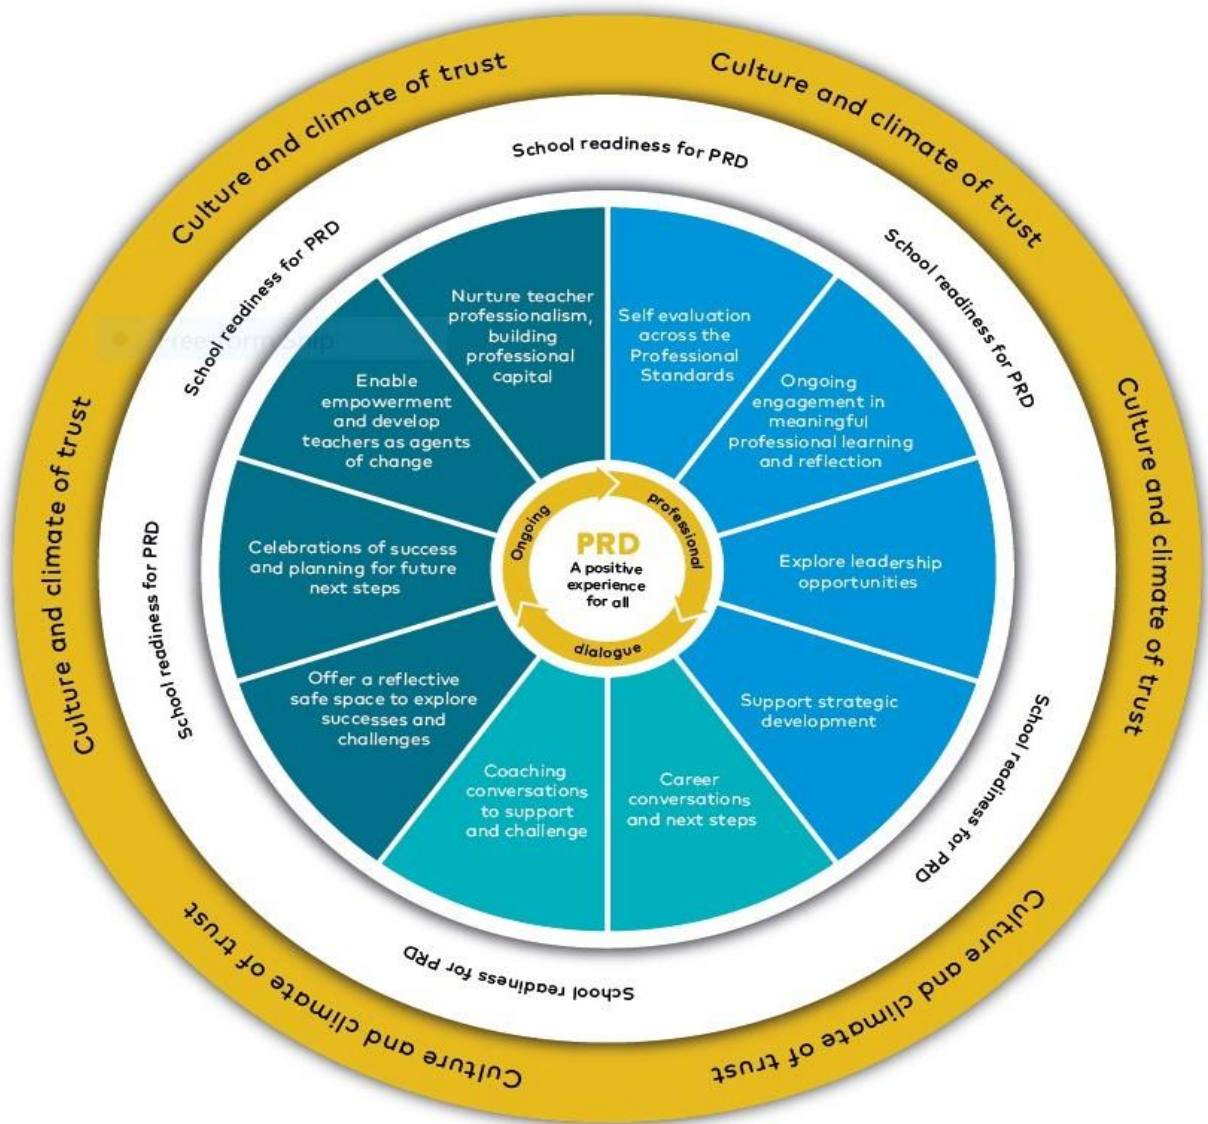 Culture and climate of trust
Culture and climate of trust
Culture and climate of trust
Culture and climate of trust
Culture and climate of trust
Culture and climate of trust
School readiness for PRD
School readiness for PRD
School readiness for PRD
School readiness for PRD
School readiness for PRD
School readiness for PRD
Self evaluation
across the
Professional
Standards
Ongoing
engagement in
meaningful
professional learning
and reflection
Explore leadership
opportunities
Support strategic
development
Career
conversations
and next steps
Coaching
conversations
to support
and challenge
Offer a reflective
safe space to explore
successes and
challenges
Celebrations of success
and planning for future
next steps
Enable
empowerment
and develop
teachers as agents
of change
Nurture teacher
professionalism,
building
professional
capital
Ongoing
professional
dialogue
PRD
A positive
experience
for all